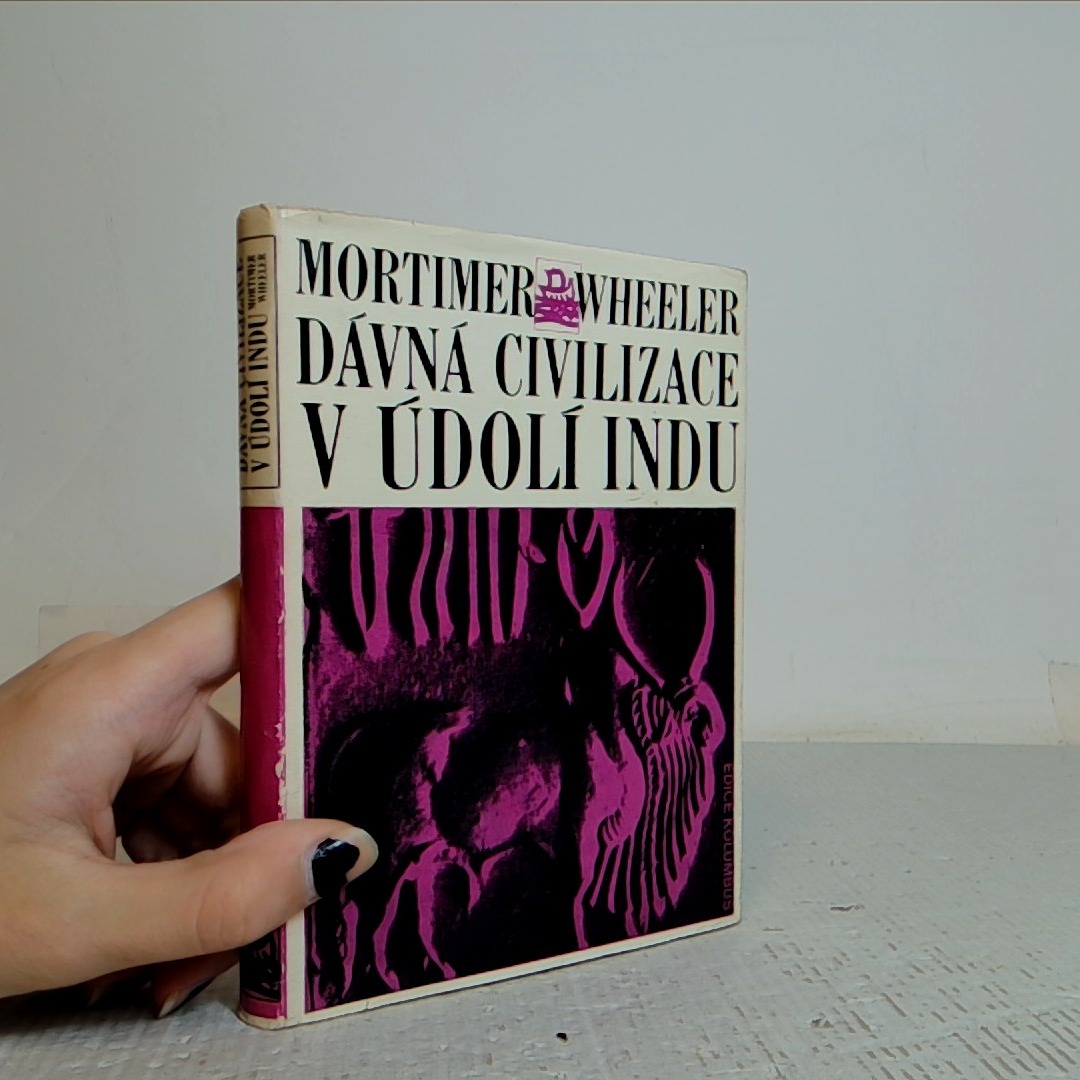 MORTIMER WHEELER
DÁVNÁ CIVILIZACE
V ÚDOLÍ INDU
EDICE KOLUMBUS
DÁVNÁ CIVILIZACE
V ÚDOLÍ INDU
MORTIMER
WHEELER